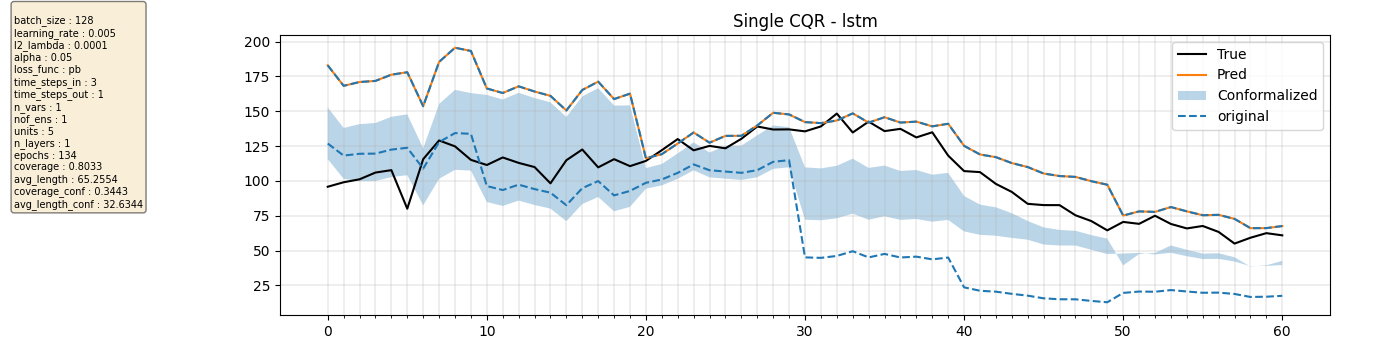 batch_size : 128
learning_rate : 0.005
l2_lambda : 0.0001
alpha : 0.05
loss_func : pb
time_steps_in : 3
time_steps_out : 1
n_vars : 1
nof_ens : 1
units : 5
n_layers : 1
epochs : 134
coverage : 0.8033
avg_length : 65.2554
coverage_conf : 0.3443
avg_length_conf : 32.6344
Single CQR - lstm
200
175
150
125
100
75
50
25
0
10
20
30
40
50
60
True
Pred
Conformalized
original